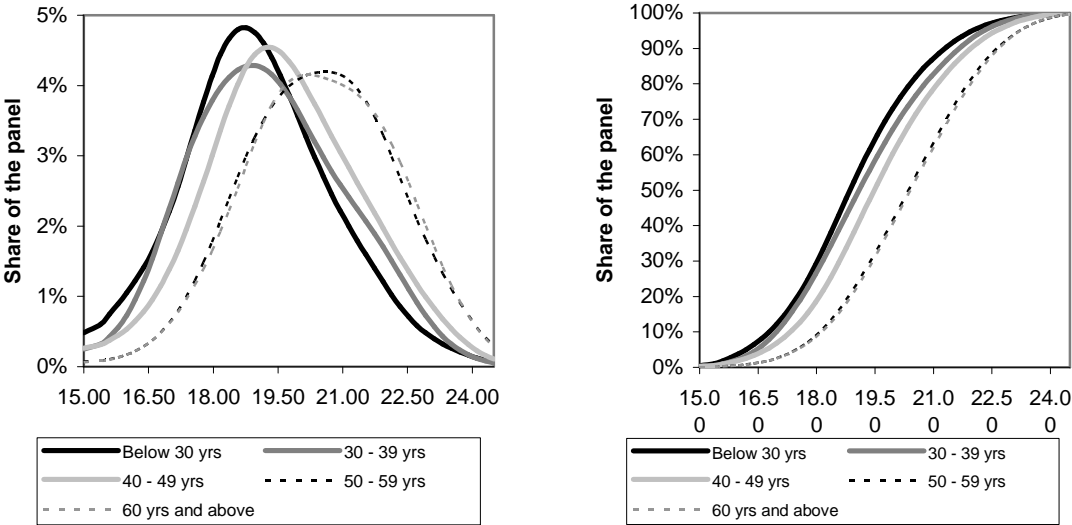 5%
4%
3%
2%
1%
0%
Share of the panel
15.00 16.50 18.00 19.50 21.00 22.50 24.00
Below 30 yrs 30 - 39 yrs
40 - 49 yrs 50 - 59 yrs
60 yrs and above
100%
90%
80%
70%
60%
50%
40%
30%
20%
10%
0%
Share of the panel
15.0 16.5 18.0 19.5 21.0 22.5 24.0
0 0 0 0 0 0 0
Below 30 yrs 30 - 39 yrs
40 - 49 yrs 50 - 59 yrs
60 yrs and above